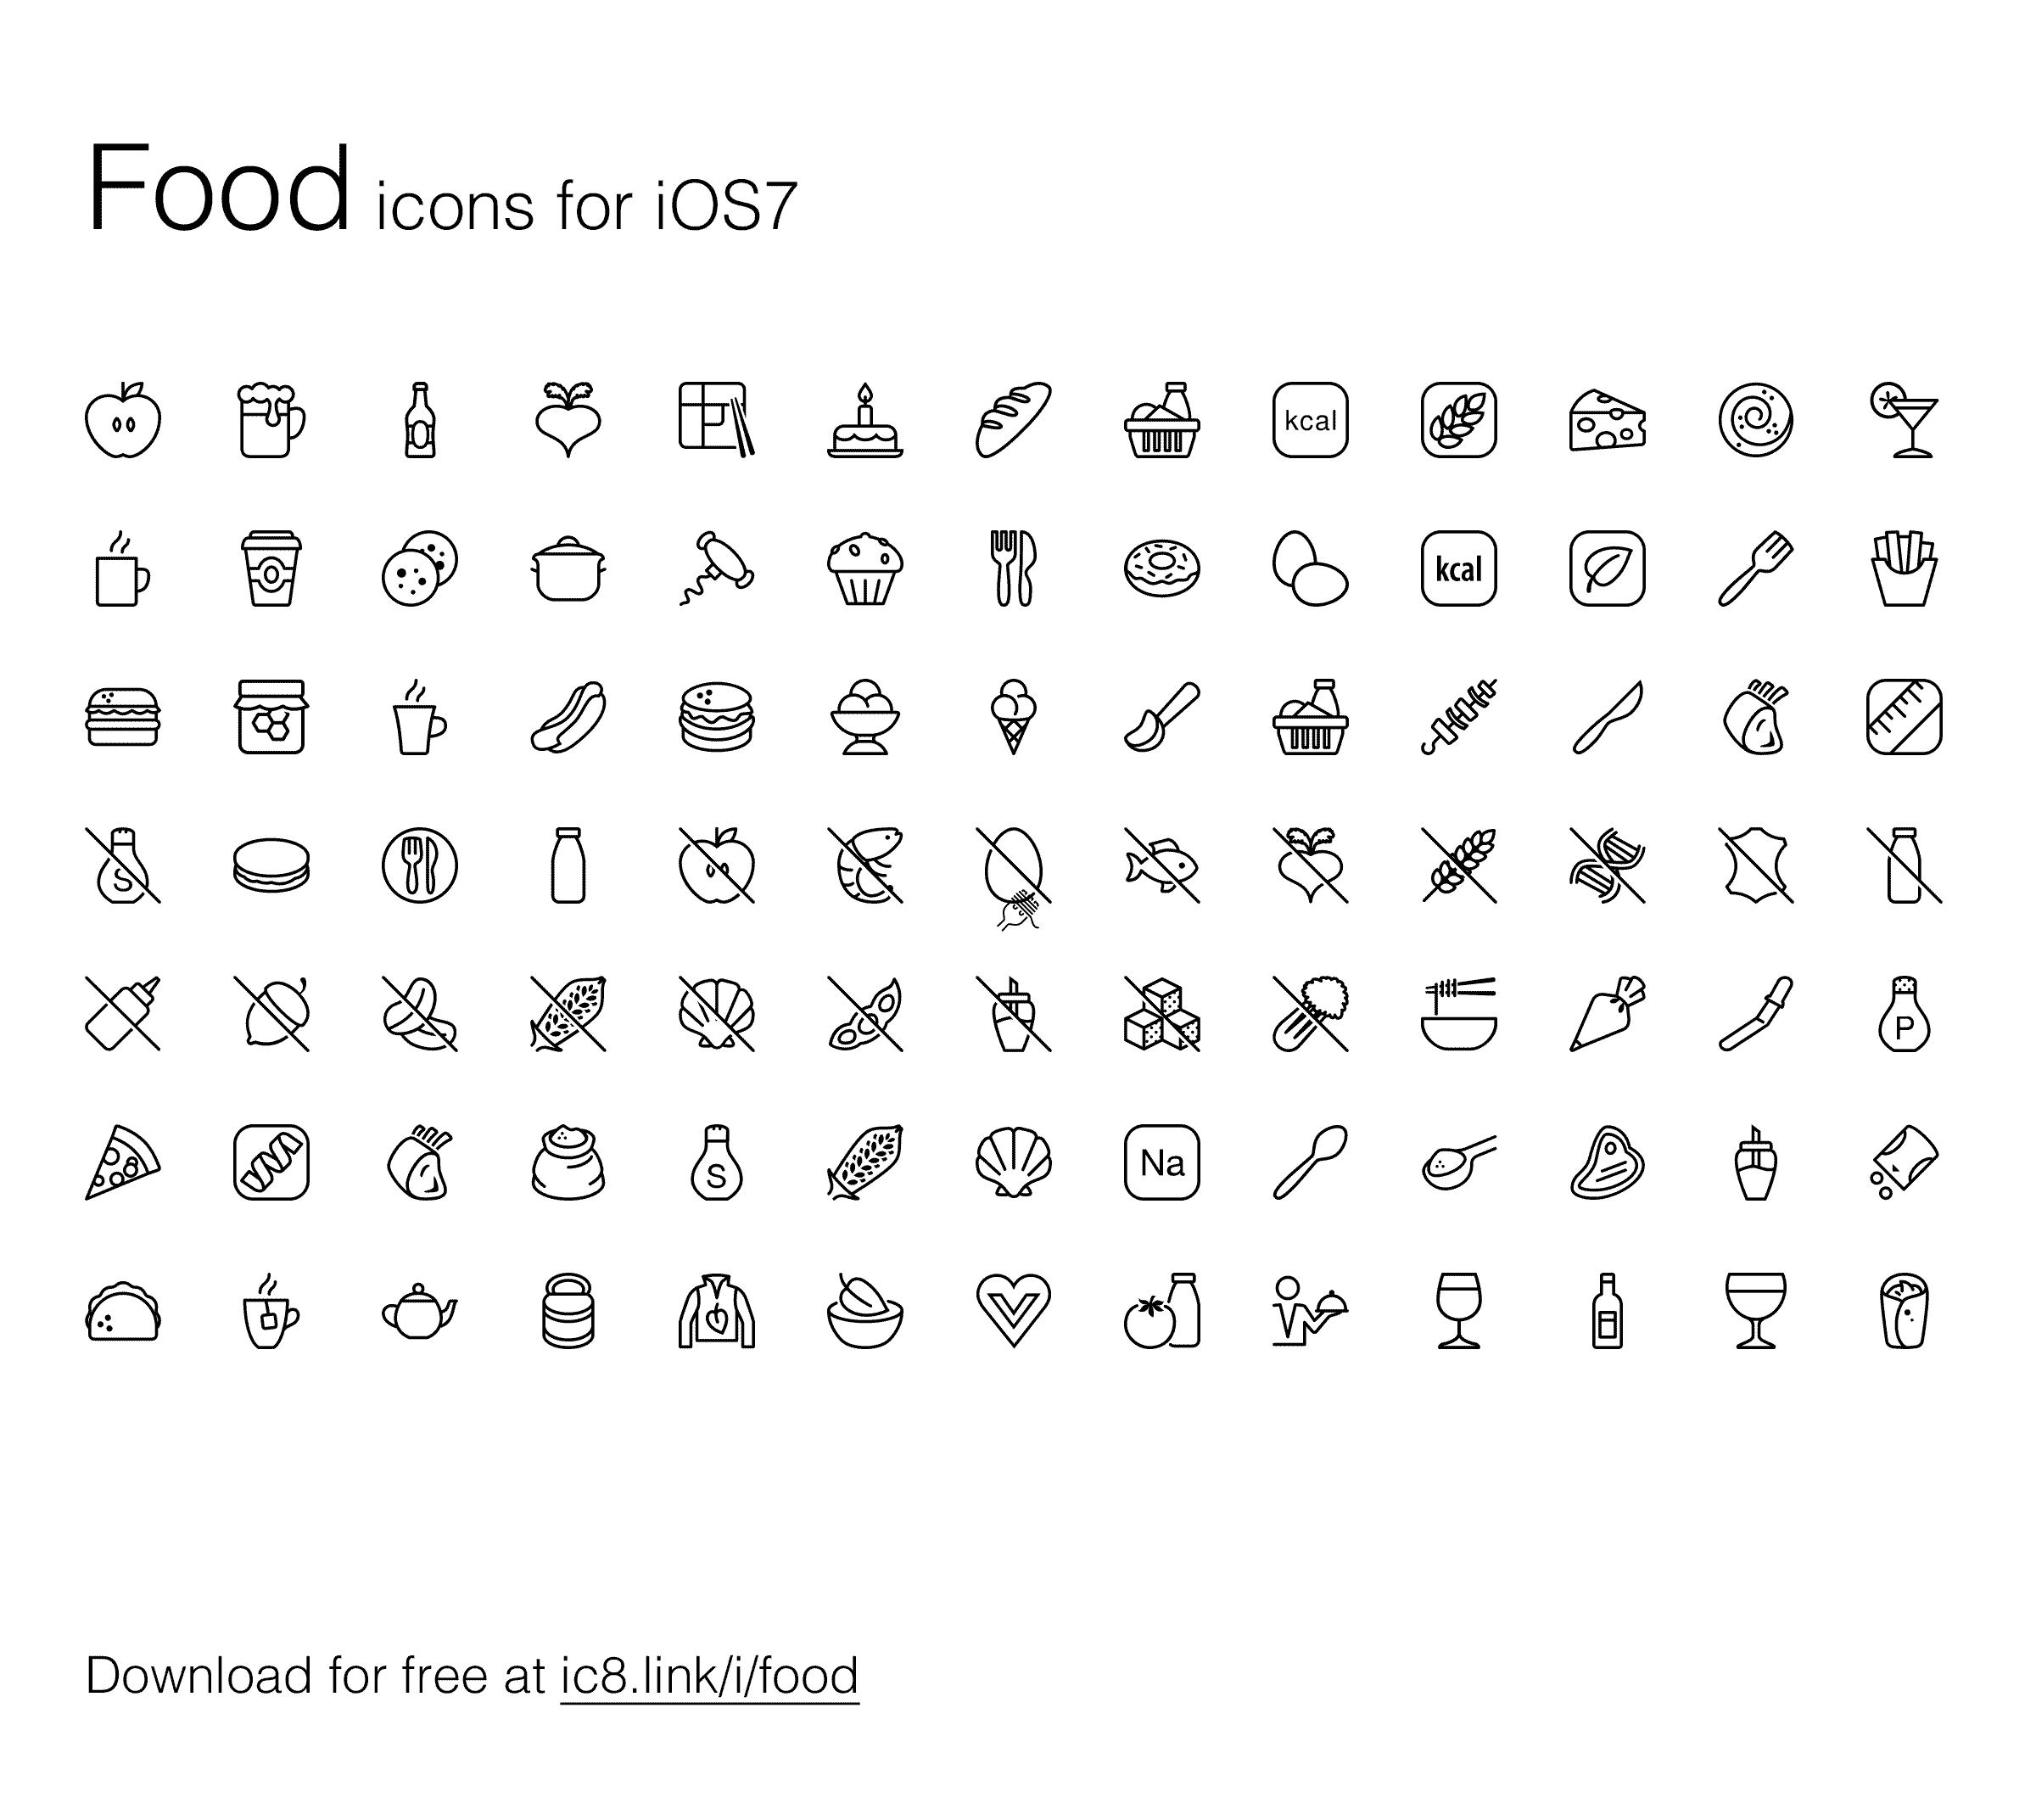 Food icons for iOS7
kcal
kcal
S
P
S
Na
Download for free at ic8.link/i/food